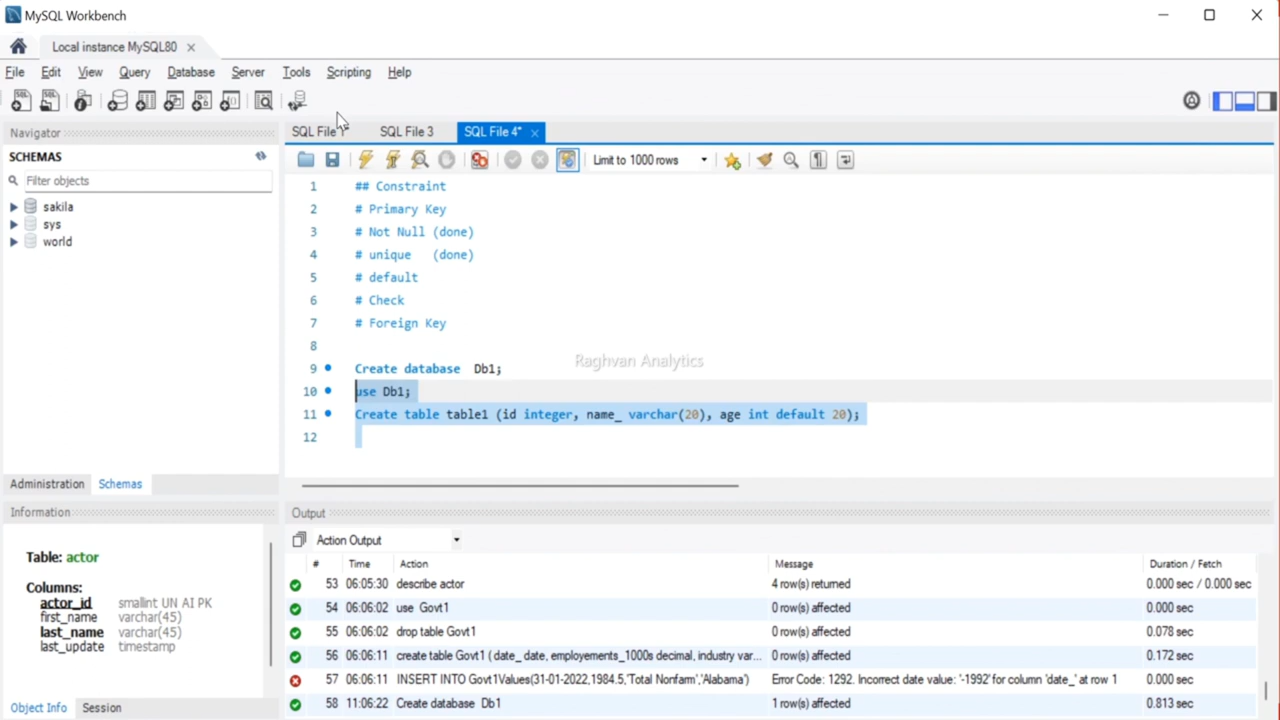 MySQL Workbench
Local instance MySQL80
File Edit View Query Database Server Tools Scripting Help
Navigator
SCHEMAS
Filter objects
sakila
sys
world
Administration Schemas
Information
Table: actor
Columns:
actor_id smallint UN AI PK
first_name varchar(45)
last_name varchar(45)
last_update timestamp
Object Info Session
SQL File 1 SQL File 3 SQL File 4*
Limit to 1000 rows
1 ## Constraint
2 # Primary Key
3 # Not Null (done)
4 # unique (done)
5 # default
6 # Check
7 # Foreign Key
8
9 Create database Db1;
10 use Db1;
11 Create table table1 (id integer, name_ varchar(20), age int default 20);
12
Raghvan Analytics
Output
Action Output
# Time Action Message Duration / Fetch
53 06:05:30 describe actor 4 row(s) returned 0.000 sec / 0.000 sec
54 06:06:02 use Govt1 0 row(s) affected 0.000 sec
55 06:06:02 drop table Govt1 0 row(s) affected 0.078 sec
56 06:06:11 create table Govt1 ( date_ date, employements_1000s decimal, industry var... 0 row(s) affected 0.172 sec
57 06:06:11 INSERT INTO Govt1Values(31-01-2022,1984.5,'Total Nonfarm','Alabama') Error Code: 1292. Incorrect date value: '-1992' for column 'date_' at row 1 0.000 sec
58 11:06:22 Create database Db1 1 row(s) affected 0.813 sec